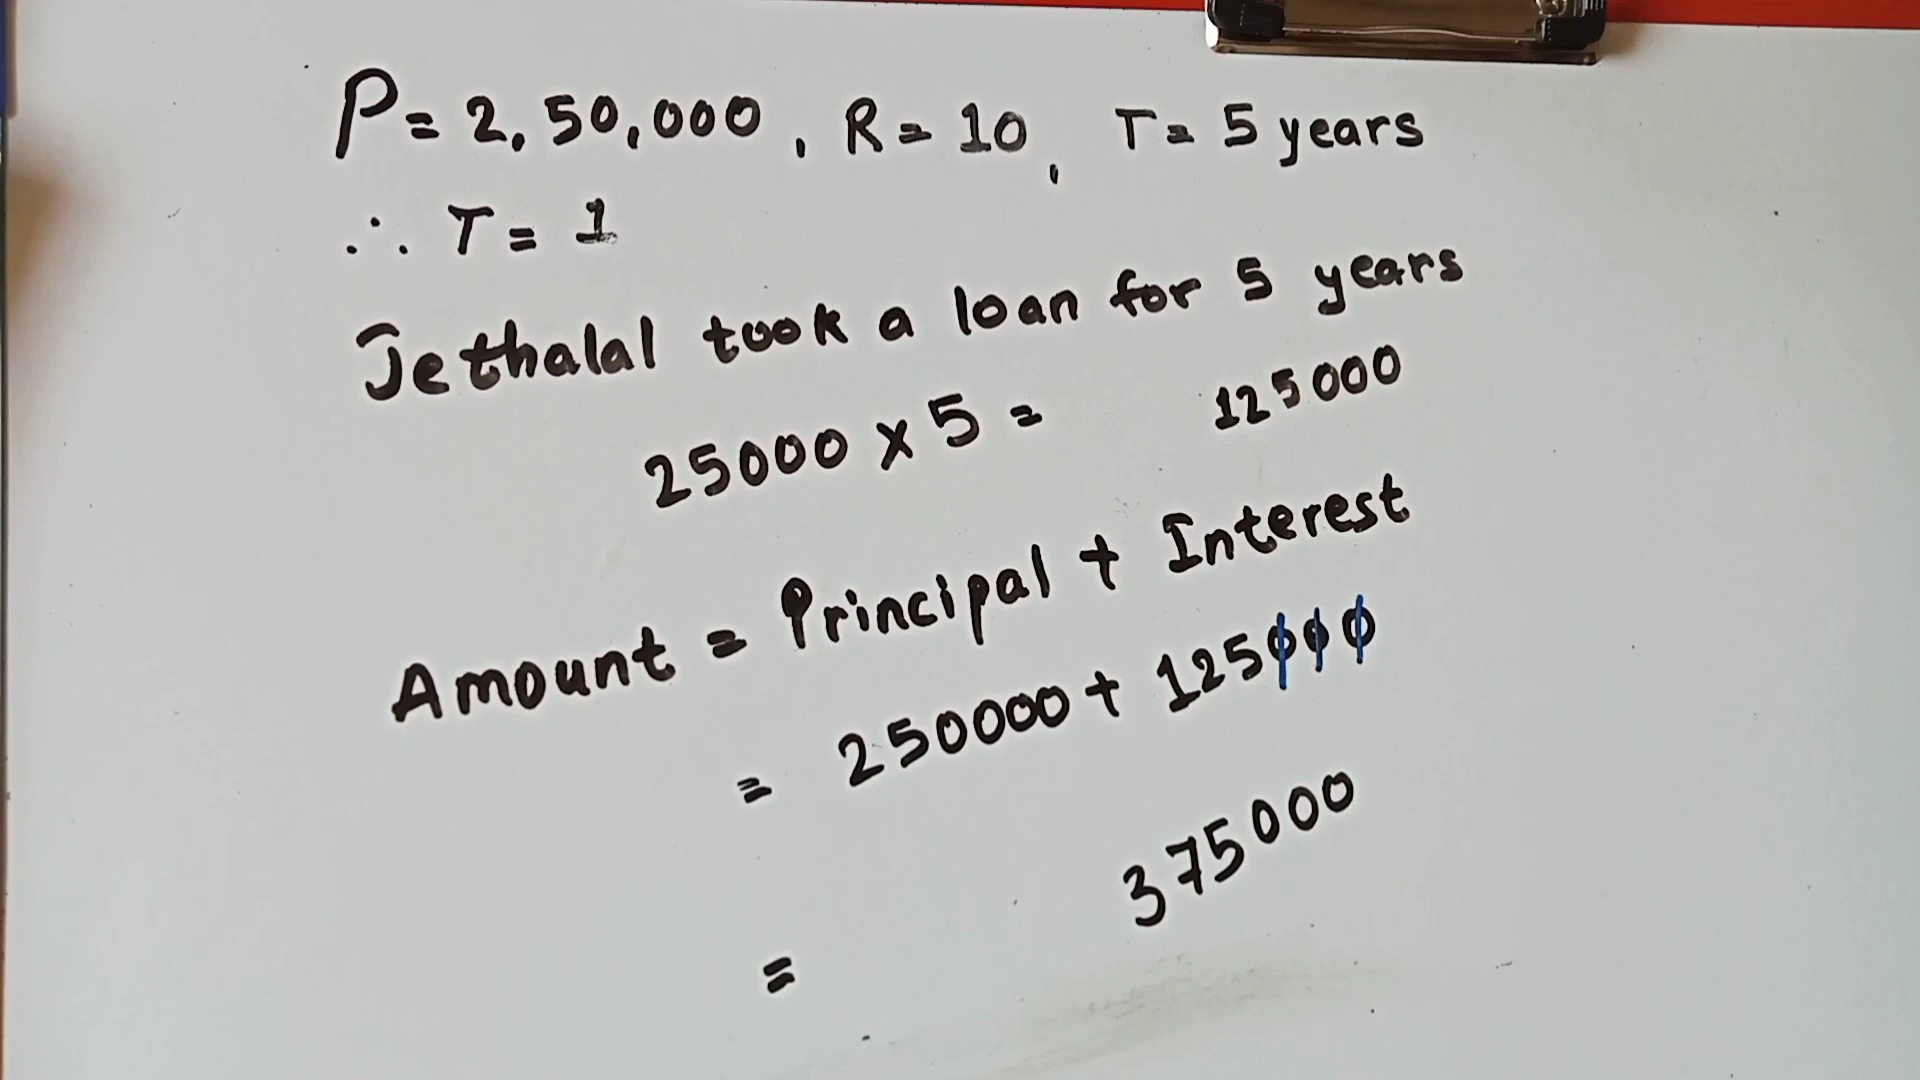 P = 2,50,000, R = 10, T = 5 years
∴ T = 1
Jethalal took a loan for 5 years
25000 x 5 = 125000
Amount = Principal + Interest
= 250000 + 125000
= 375000